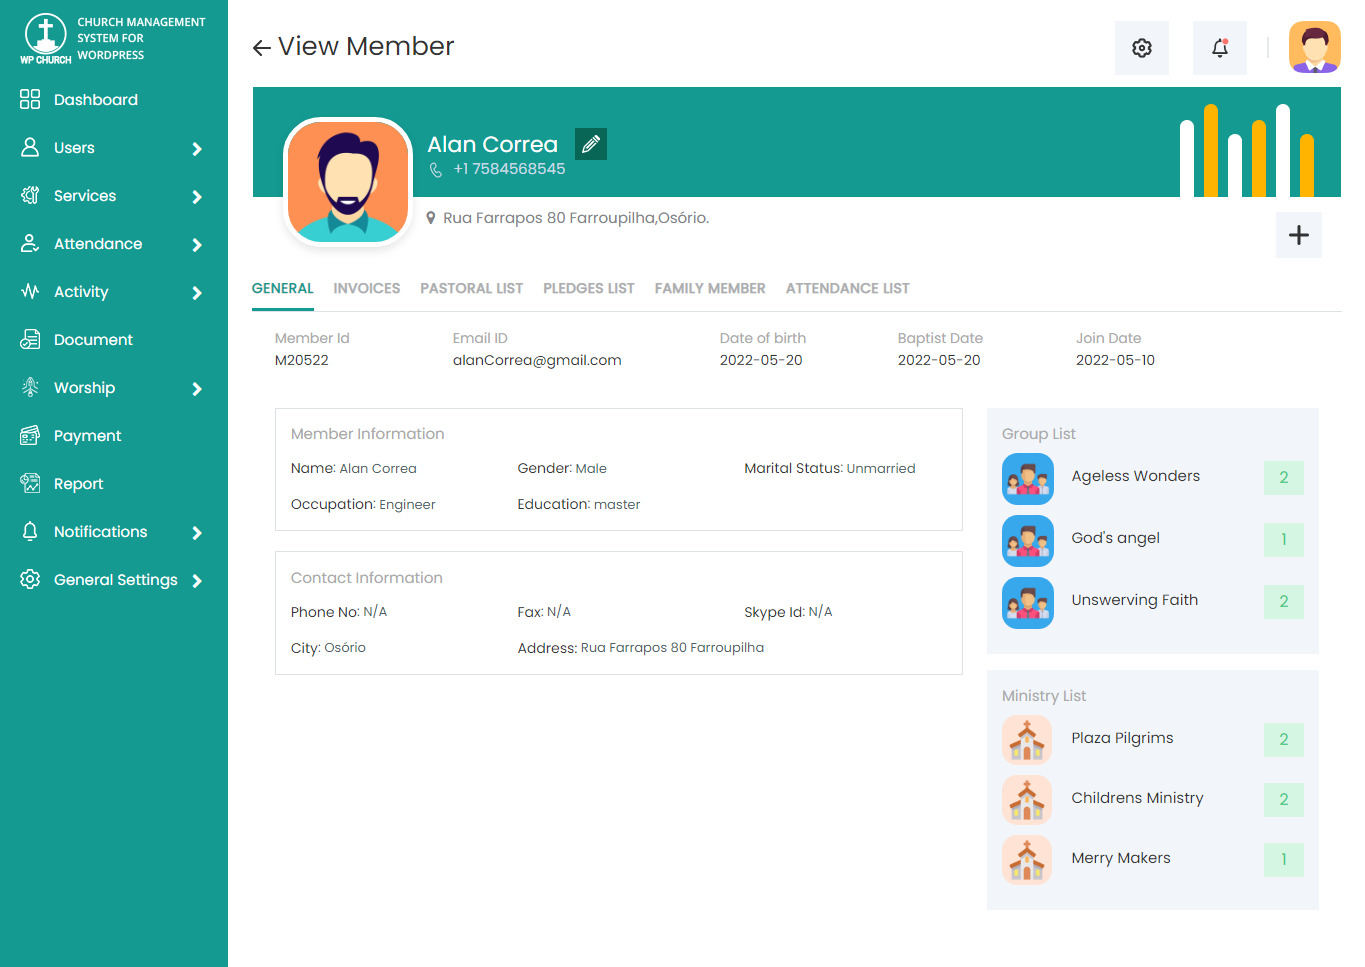 CHURCH MANAGEMENT
SYSTEM FOR
WORDPRESS
WP CHURCH
Dashboard
Users
Services
Attendance
Activity
Document
Worship
Payment
Report
Notifications
General Settings
View Member
Alan Correa
+1 7584568545
Rua Farrapos 80 Farroupilha,Osório.
GENERAL INVOICES PASTORAL LIST PLEDGES LIST FAMILY MEMBER ATTENDANCE LIST
Member Id Email ID Date of birth Baptist Date Join Date
M20522 alanCorrea@gmail.com 2022-05-20 2022-05-20 2022-05-10
Member Information
Name: Alan Correa Gender: Male Marital Status: Unmarried
Occupation: Engineer Education: master
Contact Information
Phone No: N/A Fax: N/A Skype Id: N/A
City: Osório Address: Rua Farrapos 80 Farroupilha
Group List
Ageless Wonders 2
God's angel 1
Unswerving Faith 2
Ministry List
Plaza Pilgrims 2
Childrens Ministry 2
Merry Makers 1